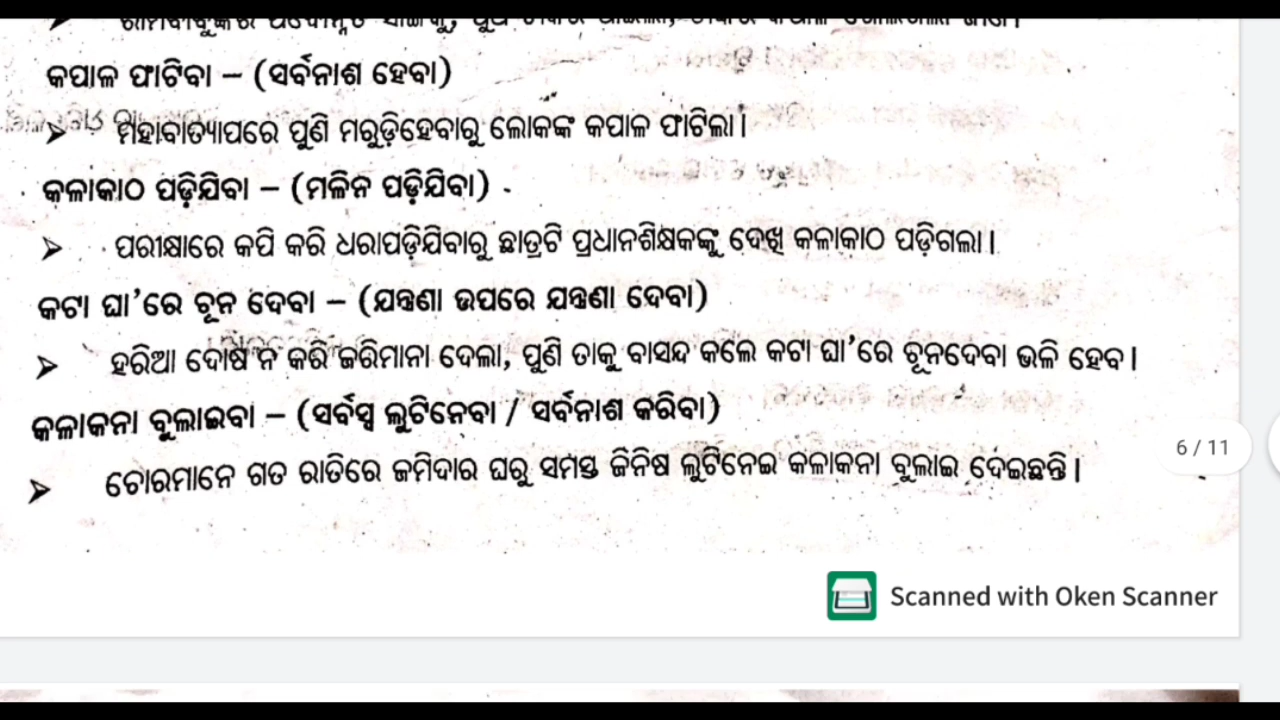 କପାଳ ଫାଟିବା – (ସର୍ବନାଶ ହେବା)
➤ ମହାବାତ୍ୟାପରେ ପୁଣି ମରୁଡ଼ିହେବାରୁ ଲୋକଙ୍କ କପାଳ ଫାଟିଲା।
କଳାକାଠ ପଡ଼ିଯିବା – (ମଳିନ ପଡ଼ିଯିବା)
➤ ପରୀକ୍ଷାରେ କପି କରି ଧରାପଡ଼ିଯିବାରୁ ଛାତ୍ରଟି ପ୍ରଧାନଶିକ୍ଷକଙ୍କୁ ଦେଖି କଳାକାଠ ପଡ଼ିଗଲା।
କଟା ଘା’ରେ ଚୂନ ଦେବା – (ଯନ୍ତ୍ରଣା ଉପରେ ଯନ୍ତ୍ରଣା ଦେବା)
➤ ହରିଆ ଦୋଷ ନ କରି ଜରିମାନା ଦେଲା, ପୁଣି ତାକୁ ବାସନ୍ଦ କଲେ କଟା ଘା’ରେ ଚୂନଦେବା ଭଳି ହେବ।
କଳାକନା ବୁଲାଇବା – (ସର୍ବସ୍ୱ ଲୁଟିନେବା / ସର୍ବନାଶ କରିବା)
➤ ଚୋରମାନେ ଗତ ରାତିରେ ଜମିଦାର ଘରୁ ସମସ୍ତ ଜିନିଷ ଲୁଟିନେଇ କଳାକନା ବୁଲାଇ ଦେଇଛନ୍ତି।
6 / 11
Scanned with Oken Scanner